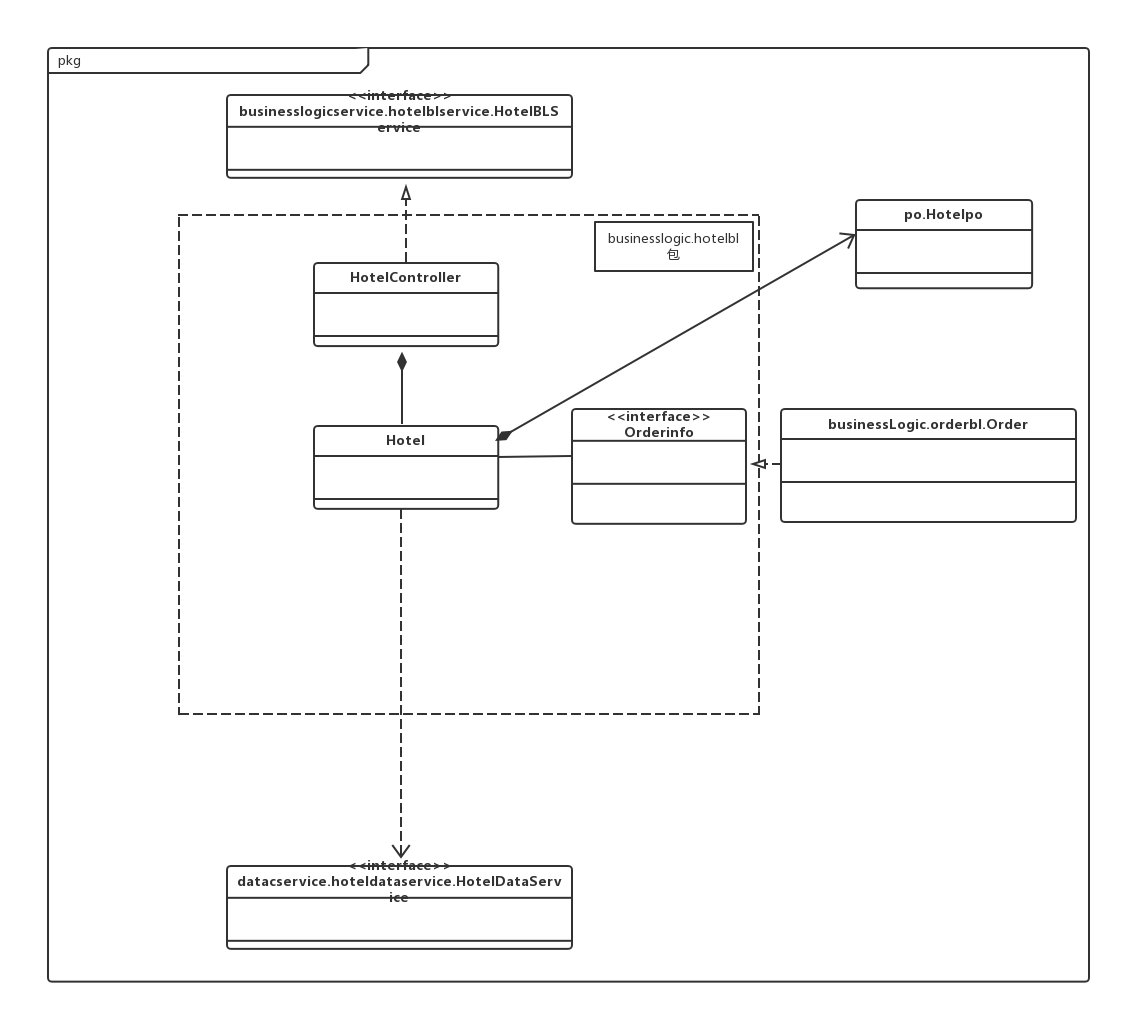 pkg
<<interface>>
businesslogicservice.hotelblservice.HotelBLS
ervice
businesslogic.hotelbl
包
po.Hotelpo
HotelController
Hotel
<<interface>>
Orderinfo
businessLogic.orderbl.Order
<<interface>>
datacservice.hoteldataservice.HotelDataServ
ice